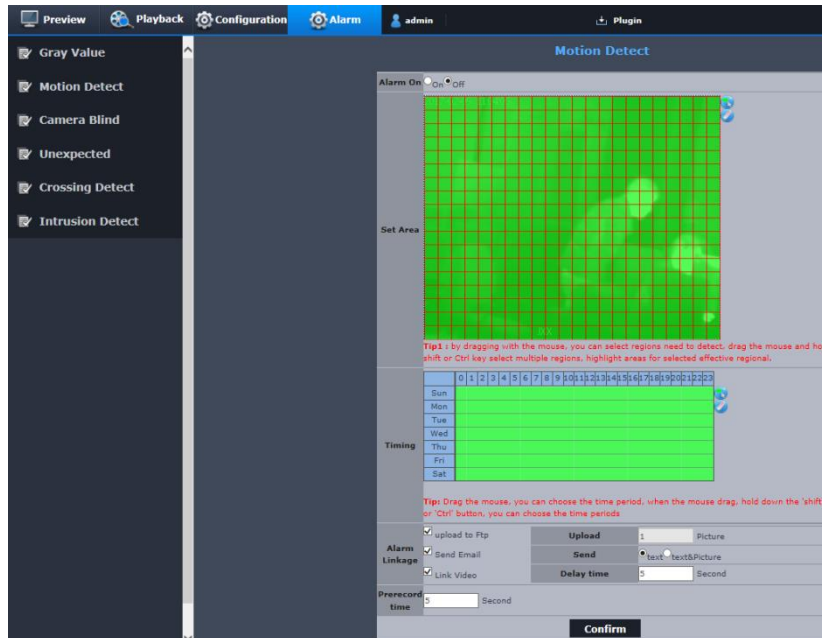 Preview Playback Configuration Alarm admin Plugin
Gray Value
Motion Detect
Camera Blind
Unexpected
Crossing Detect
Intrusion Detect
Motion Detect
Alarm On On Off
Set Area
Tip1 : by dragging with the mouse, you can select regions need to detect, drag the mouse and ho
shift or Ctrl key select multiple regions, highlight areas for selected effective regional.
0 1 2 3 4 5 6 7 8 9 10 11 12 13 14 15 16 17 18 19 20 21 22 23
Sun
Mon
Tue
Wed
Timing Thu
Fri
Sat
Tip: Drag the mouse, you can choose the time period, when the mouse drag, hold down the 'shift
or 'Ctrl' button, you can choose the time periods
upload to Ftp Upload 1 Picture
Alarm Linkage Send Email Send text text&Picture
Link Video Delay time 5 Second
Prerecord time 5 Second
Confirm